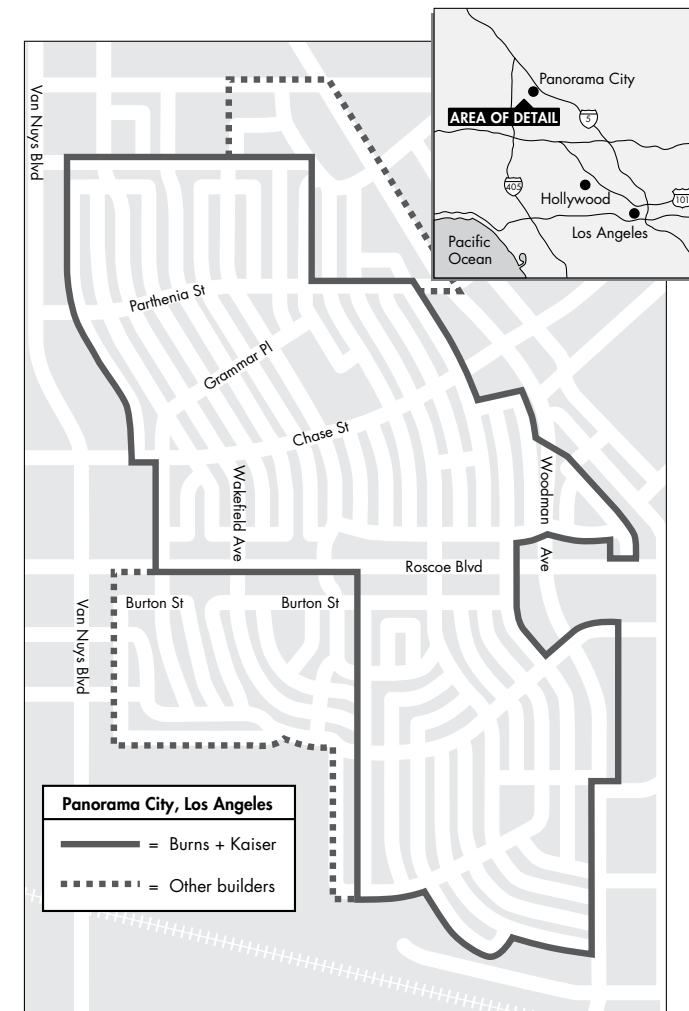 Van Nuys Blvd
Panorama City
AREA OF DETAIL
5
405
Hollywood
101
Los Angeles
Pacific
Ocean
Parthenia St
Grammar Pl
Chase St
Wakefield Ave
Woodman Ave
Roscoe Blvd
Burton St
Burton St
Van Nuys Blvd
Panorama City, Los Angeles
= Burns + Kaiser
= Other builders